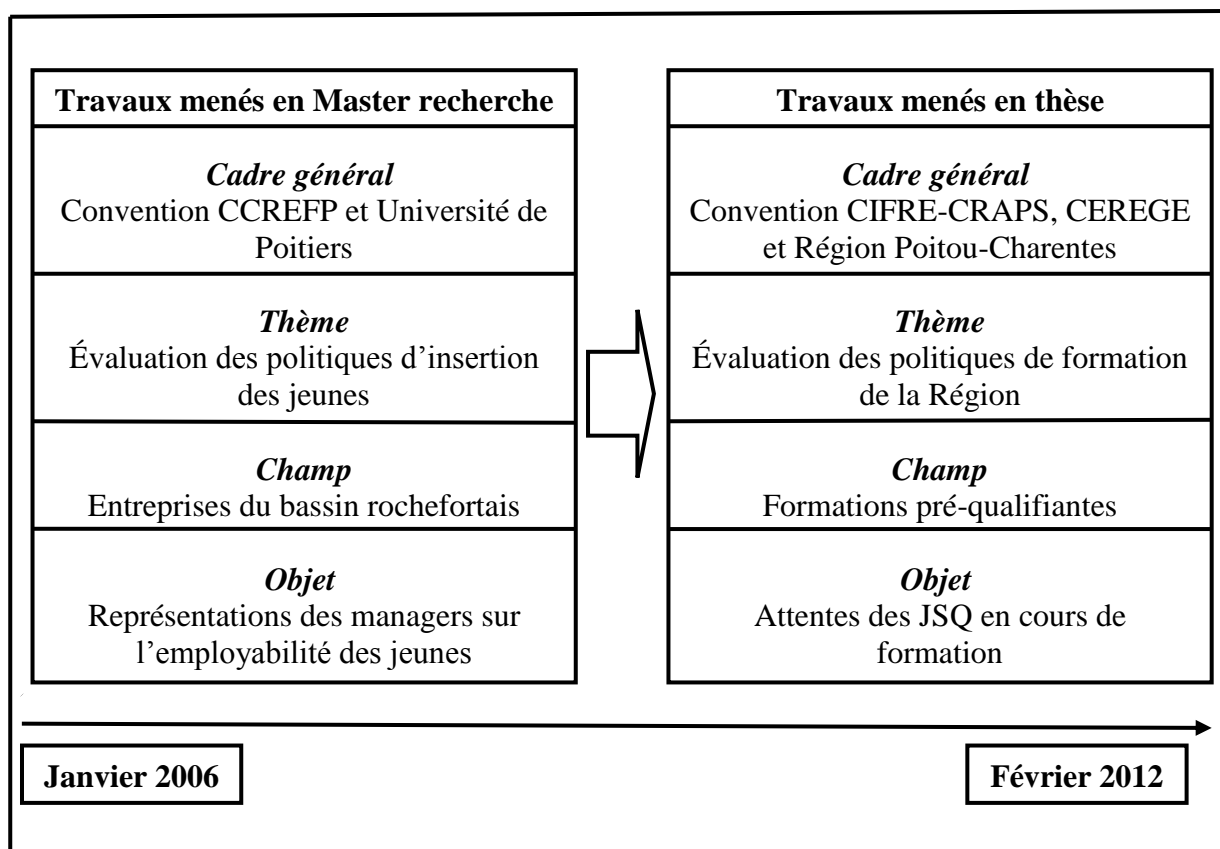 Travaux menés en Master recherche
Cadre général
Convention CCREFP et Université de
Poitiers
Thème
Évaluation des politiques d’insertion
des jeunes
Champ
Entreprises du bassin rochefortais
Objet
Représentations des managers sur
l’employabilité des jeunes
Travaux menés en thèse
Cadre général
Convention CIFRE-CRAPS, CEREGE
et Région Poitou-Charentes
Thème
Évaluation des politiques de formation
de la Région
Champ
Formations pré-qualifiantes
Objet
Attentes des JSQ en cours de
formation
Janvier 2006
Février 2012